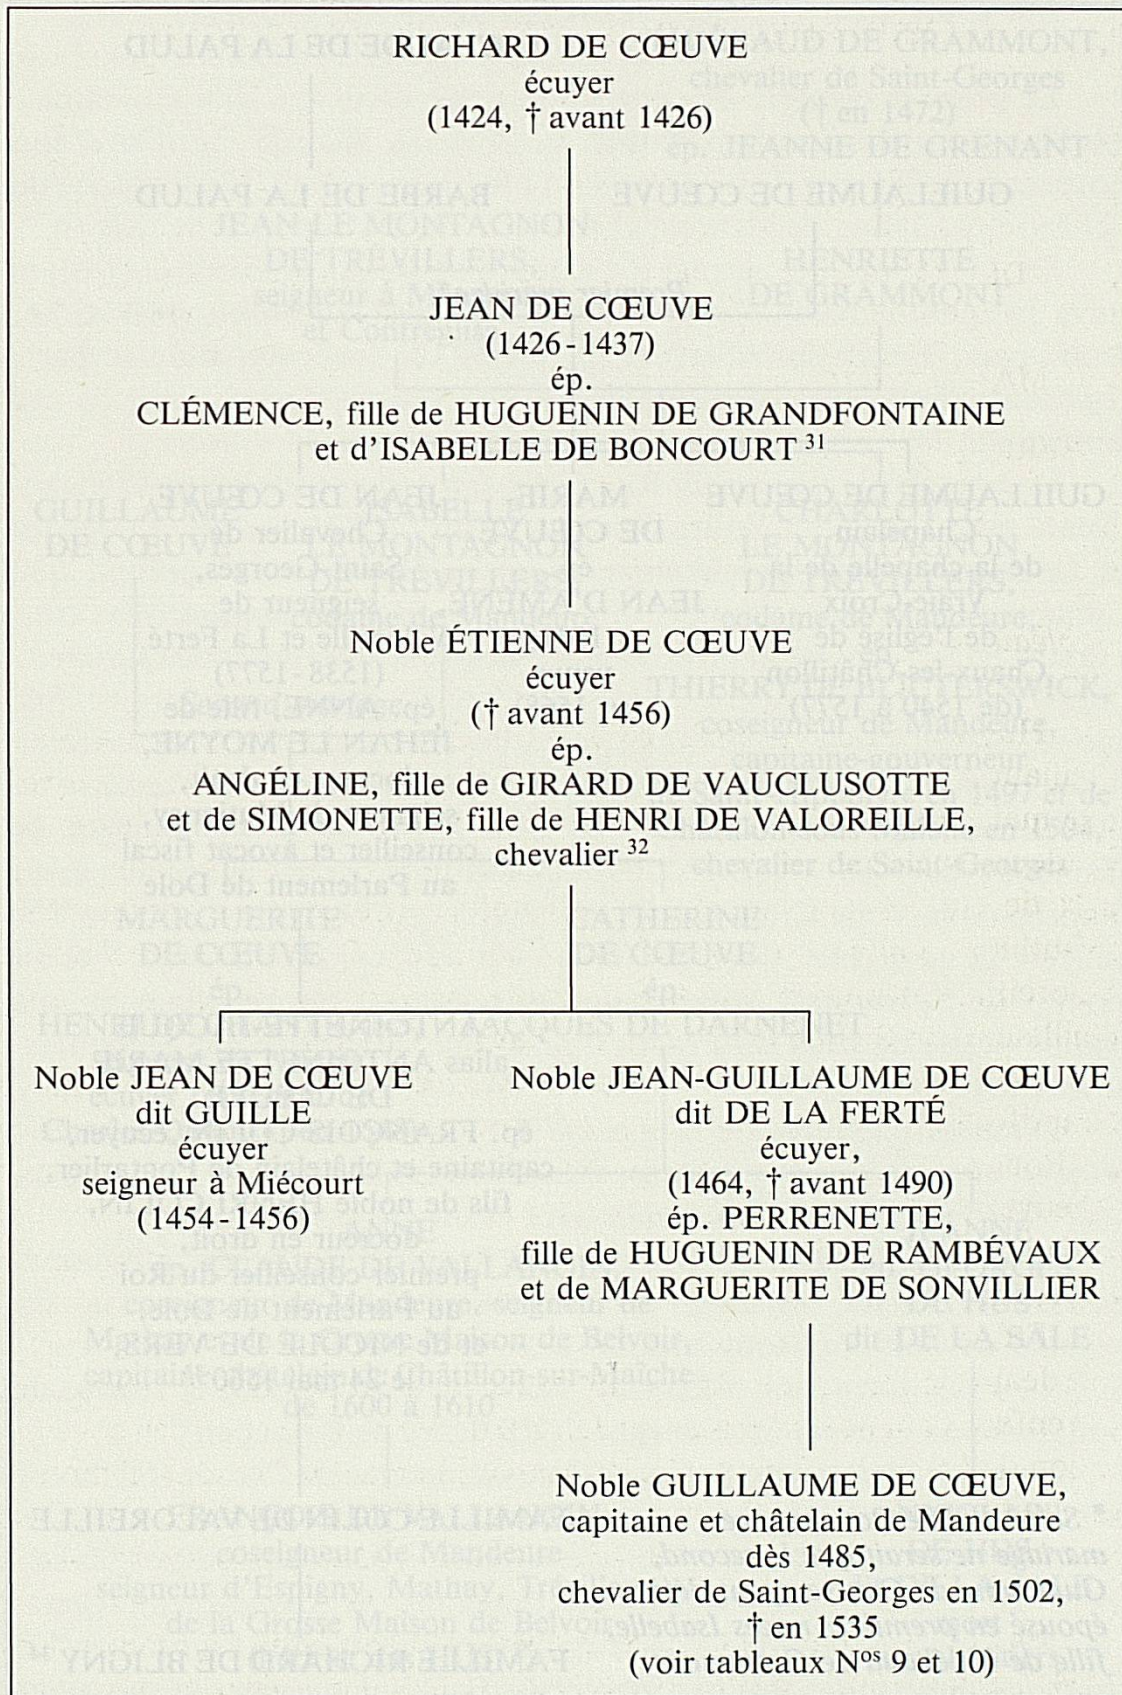 RICHARD DE CŒUVE
écuyer
(1424, † avant 1426)
JEAN DE CŒUVE
(1426-1437)
ép.
CLÉMENCE, fille de HUGUENIN DE GRANDFONTAINE
et d'ISABELLE DE BONCOURT 31
Noble ÉTIENNE DE CŒUVE
écuyer
(† avant 1456)
ép.
ANGÉLINE, fille de GIRARD DE VAUCLUSOTTE
et de SIMONETTE, fille de HENRI DE VALOREILLE,
chevalier 32
Noble JEAN DE CŒUVE
dit GUILLE
écuyer
seigneur à Miécourt
(1454-1456)
Noble JEAN-GUILLAUME DE CŒUVE
dit DE LA FERTÉ
écuyer,
(1464, † avant 1490)
ép. PERRENETTE,
fille de HUGUENIN DE RAMBÉVAUX
et de MARGUERITE DE SONVILLIER
Noble GUILLAUME DE CŒUVE,
capitaine et châtelain de Mandeure
dès 1485,
chevalier de Saint-Georges en 1502,
† en 1535
(voir tableaux Nos 9 et 10)